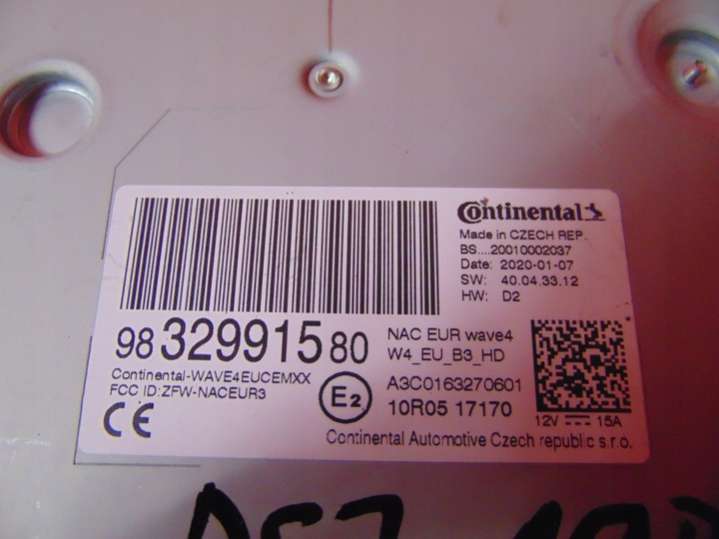 Continental
Made in CZECH REP.
BS....20010002037
Date: 2020-01-07
SW: 40.04.33.12
HW: D2
98 329915 80
NAC EUR wave4
W4_EU_B3_HD
Continental-WAVE4EUCEMXX
FCC ID:ZFW-NACEUR3
CE
E2
A3C0163270601
10R05 17170
12V 15A
Continental Automotive Czech republic s.r.o.